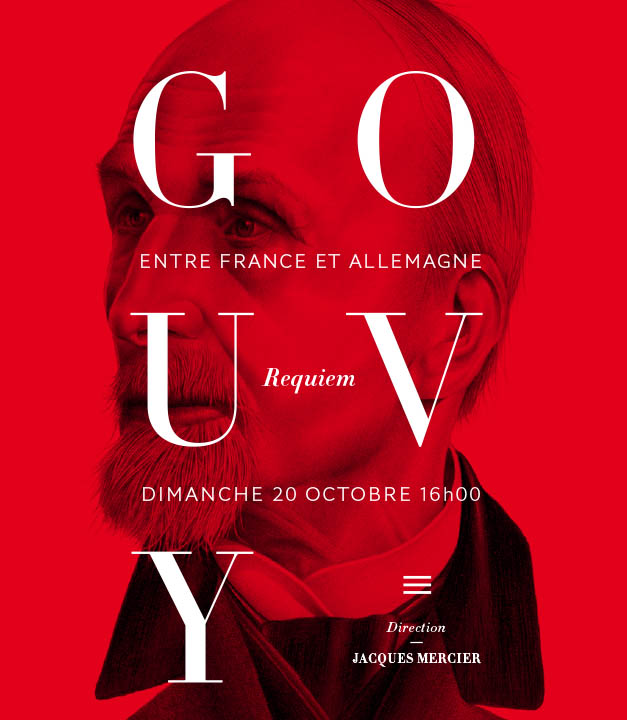 G O
ENTRE FRANCE ET ALLEMAGNE
U Requiem V
DIMANCHE 20 OCTOBRE 16h00
Y
Direction
JACQUES MERCIER